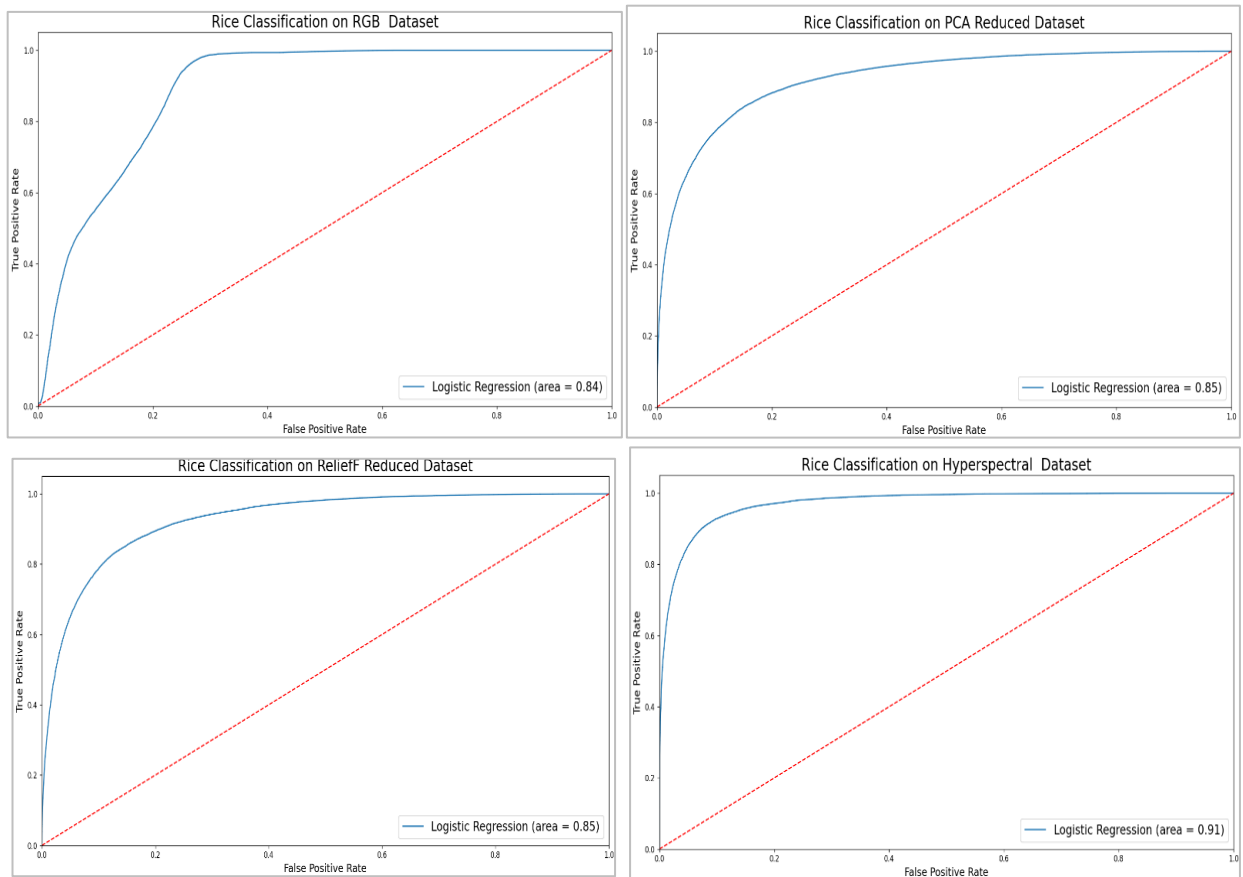 Rice Classification on RGB  Dataset
1.0
0.8
0.6
0.4
0.2
0.0
True Positive Rate
0.0 0.2 0.4 0.6 0.8 1.0
False Positive Rate
Logistic Regression (area = 0.84)
Rice Classification on PCA Reduced Dataset
1.0
0.8
0.6
0.4
0.2
0.0
True Positive Rate
0.0 0.2 0.4 0.6 0.8 1.0
False Positive Rate
Logistic Regression (area = 0.85)
Rice Classification on ReliefF Reduced Dataset
1.0
0.8
0.6
0.4
0.2
0.0
True Positive Rate
0.0 0.2 0.4 0.6 0.8 1.0
False Positive Rate
Logistic Regression (area = 0.85)
Rice Classification on Hyperspectral  Dataset
1.0
0.8
0.6
0.4
0.2
0.0
True Positive Rate
0.0 0.2 0.4 0.6 0.8 1.0
False Positive Rate
Logistic Regression (area = 0.91)